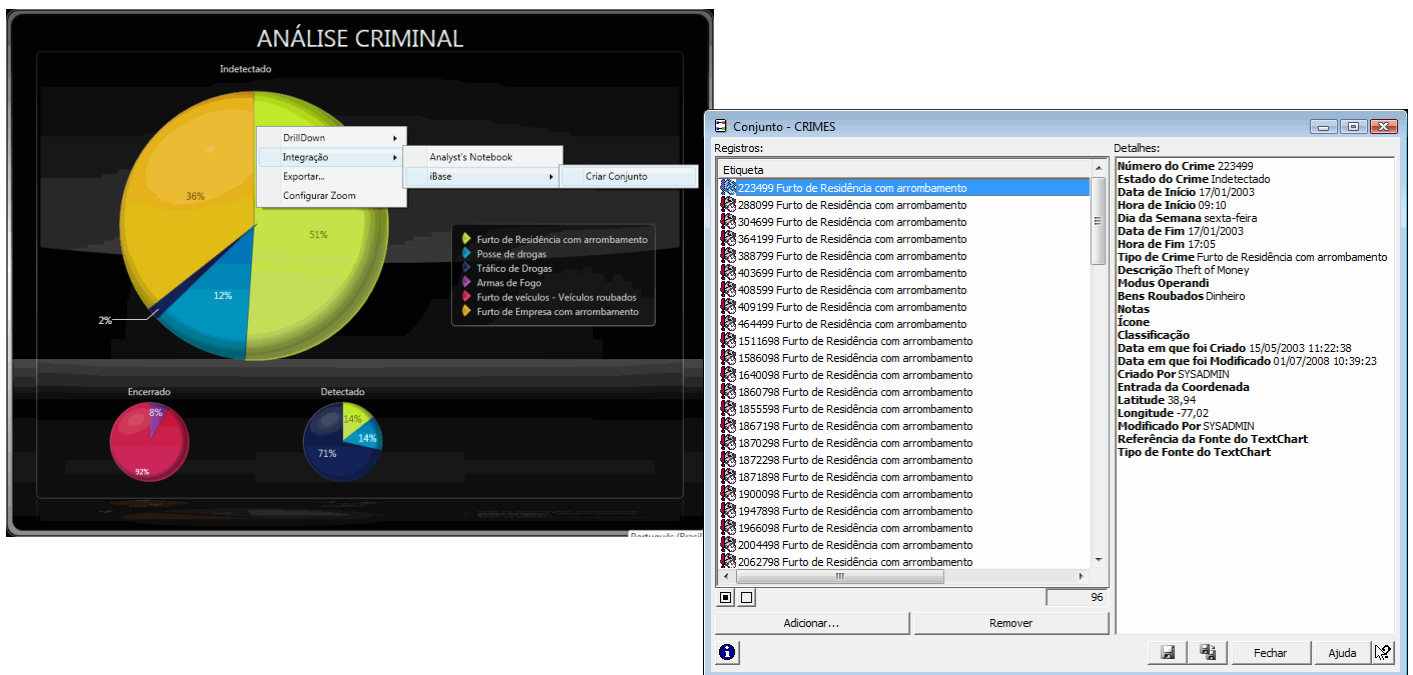 ANÁLISE CRIMINAL
Indetectado
DrillDown
Integração
Exportar...
Configurar Zoom
Analyst's Notebook
iBase
Criar Conjunto
36%
51%
12%
2%
Furto de Residência com arrombamento
Posse de drogas
Tráfico de Drogas
Armas de Fogo
Furto de veículos - Veículos roubados
Furto de Empresa com arrombamento
Encerrado
8%
92%
Detectado
14%
14%
71%
Português (Brasil
Conjunto - CRIMES
Registros:
Etiqueta
223499 Furto de Residência com arrombamento
288099 Furto de Residência com arrombamento
304699 Furto de Residência com arrombamento
364199 Furto de Residência com arrombamento
388799 Furto de Residência com arrombamento
403699 Furto de Residência com arrombamento
408599 Furto de Residência com arrombamento
409199 Furto de Residência com arrombamento
464499 Furto de Residência com arrombamento
1511698 Furto de Residência com arrombamento
1586098 Furto de Residência com arrombamento
1640098 Furto de Residência com arrombamento
1860798 Furto de Residência com arrombamento
1855598 Furto de Residência com arrombamento
1867198 Furto de Residência com arrombamento
1870298 Furto de Residência com arrombamento
1872298 Furto de Residência com arrombamento
1871898 Furto de Residência com arrombamento
1900098 Furto de Residência com arrombamento
1947898 Furto de Residência com arrombamento
1966098 Furto de Residência com arrombamento
2004498 Furto de Residência com arrombamento
2062798 Furto de Residência com arrombamento
96
Adicionar...
Remover
Detalhes:
Número do Crime 223499
Estado do Crime Indetectado
Data de Início 17/01/2003
Hora de Início 09:10
Dia da Semana sexta-feira
Data de Fim 17/01/2003
Hora de Fim 17:05
Tipo de Crime Furto de Residência com arrombamento
Descrição Theft of Money
Modus Operandi
Bens Roubados Dinheiro
Notas
Ícone
Classificação
Data em que foi Criado 15/05/2003 11:22:38
Data em que foi Modificado 01/07/2008 10:39:23
Criado Por SYSADMIN
Entrada da Coordenada
Latitude 38,94
Longitude -77,02
Modificado Por SYSADMIN
Referência da Fonte do TextChart
Tipo de Fonte do TextChart
Fechar
Ajuda